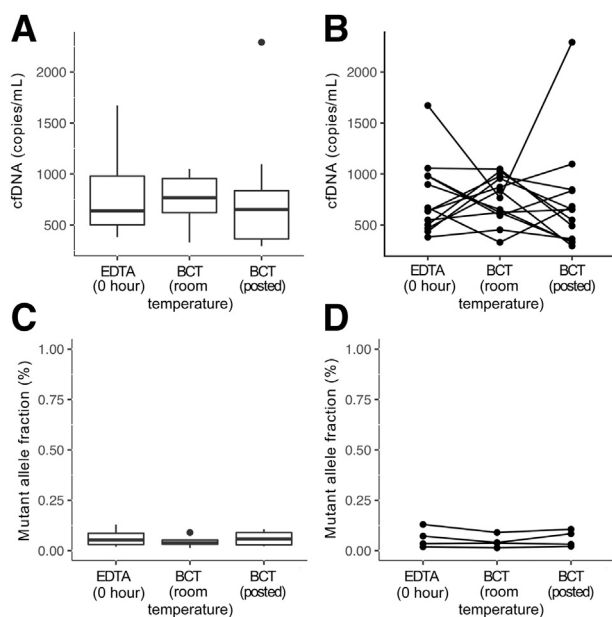 A
cfDNA (copies/mL)
2000
1500
1000
500
EDTA
(0 hour)
BCT
(room
temperature)
BCT
(posted)
B
cfDNA (copies/mL)
2000
1500
1000
500
EDTA
(0 hour)
BCT
(room
temperature)
BCT
(posted)
C
Mutant allele fraction (%)
1.00
0.75
0.50
0.25
0.00
EDTA
(0 hour)
BCT
(room
temperature)
BCT
(posted)
D
Mutant allele fraction (%)
1.00
0.75
0.50
0.25
0.00
EDTA
(0 hour)
BCT
(room
temperature)
BCT
(posted)